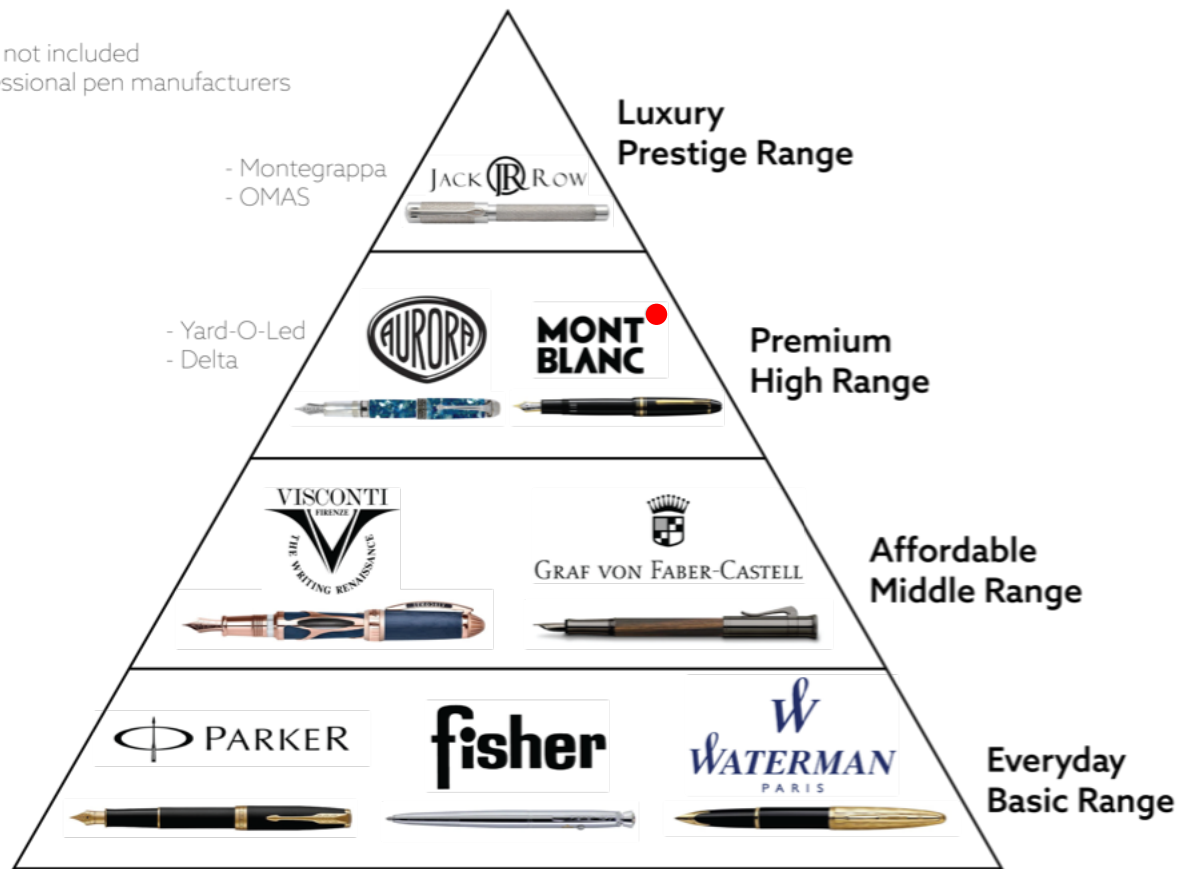 not included
essional pen manufacturers
Luxury
Prestige Range
- Montegrappa
- OMAS
JACK JR ROW
- Yard-O-Led
- Delta
AURORA
MONT
BLANC
Premium
High Range
VISCONTI
FIRENZE
THE WRITING RENAISSANCE
GRAF VON FABER-CASTELL
Affordable
Middle Range
PARKER
fisher
W
WATERMAN
PARIS
Everyday
Basic Range